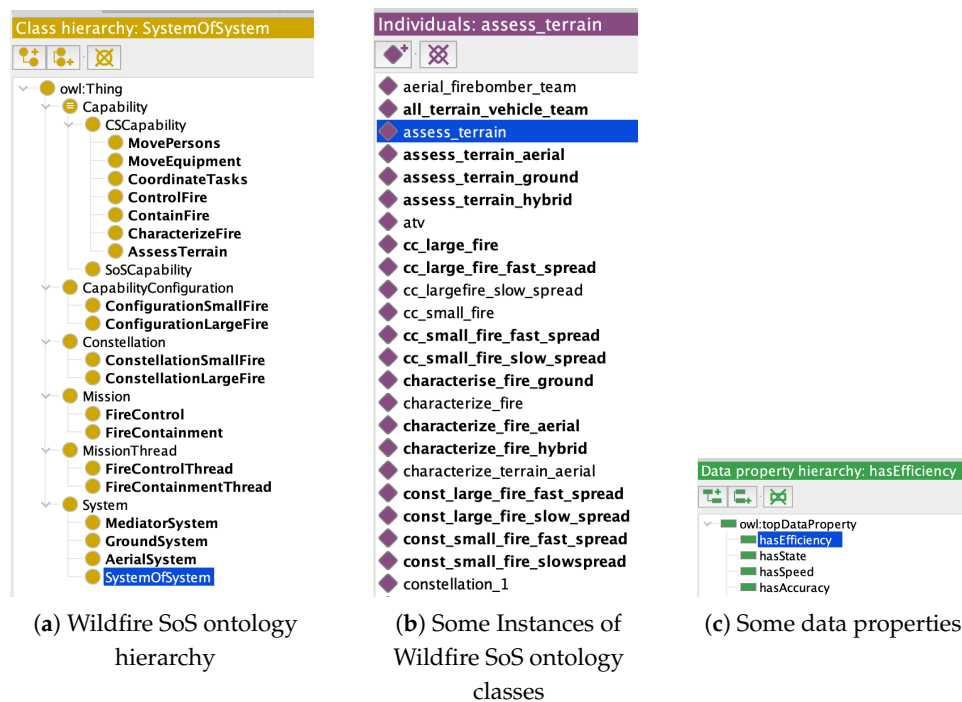 Class hierarchy: SystemOfSystem
owl:Thing
Capability
CSCapability
MovePersons
MoveEquipment
CoordinateTasks
ControlFire
ContainFire
CharacterizeFire
AssessTerrain
SoSCapability
CapabilityConfiguration
ConfigurationSmallFire
ConfigurationLargeFire
Constellation
ConstellationSmallFire
ConstellationLargeFire
Mission
FireControl
FireContainment
MissionThread
FireControlThread
FireContainmentThread
System
MediatorSystem
GroundSystem
AerialSystem
SystemOfSystem
(a) Wildfire SoS ontology
hierarchy
Individuals: assess_terrain
aerial_firebomber_team
all_terrain_vehicle_team
assess_terrain
assess_terrain_aerial
assess_terrain_ground
assess_terrain_hybrid
atv
cc_large_fire
cc_large_fire_fast_spread
cc_largefire_slow_spread
cc_small_fire
cc_small_fire_fast_spread
cc_small_fire_slow_spread
characterise_fire_ground
characterize_fire
characterize_fire_aerial
characterize_fire_hybrid
characterize_terrain_aerial
const_large_fire_fast_spread
const_large_fire_slow_spread
const_small_fire_fast_spread
const_small_fire_slowspread
constellation_1
(b) Some Instances of
Wildfire SoS ontology
classes
Data property hierarchy: hasEfficiency
owl:topDataProperty
hasEfficiency
hasState
hasSpeed
hasAccuracy
(c) Some data properties